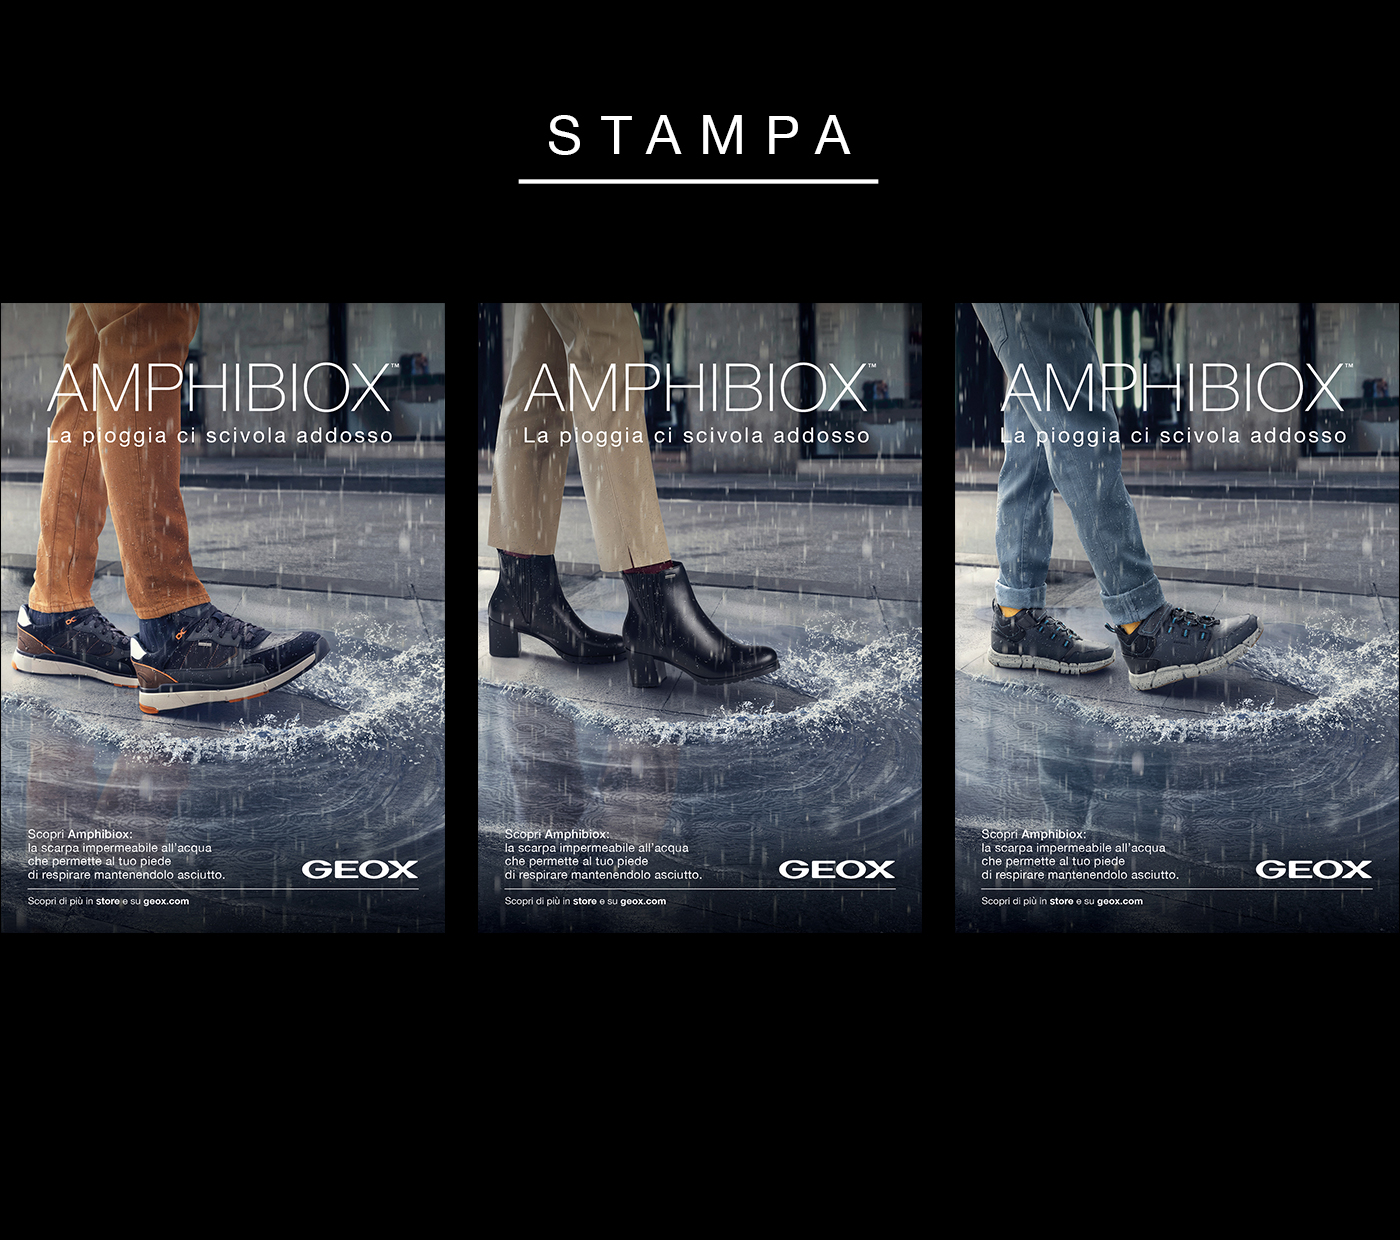 STAMPA
AMPHIBIOX™
La pioggia ci scivola addosso
Scopri Amphibiox:
la scarpa impermeabile all'acqua
che permette al tuo piede
di respirare mantenendolo asciutto.
GEOX
Scopri di più in store e su geox.com
AMPHIBIOX™
La pioggia ci scivola addosso
Scopri Amphibiox:
la scarpa impermeabile all'acqua
che permette al tuo piede
di respirare mantenendolo asciutto.
GEOX
Scopri di più in store e su geox.com
AMPHIBIOX™
La pioggia ci scivola addosso
Scopri Amphibiox:
la scarpa impermeabile all'acqua
che permette al tuo piede
di respirare mantenendolo asciutto.
GEOX
Scopri di più in store e su geox.com